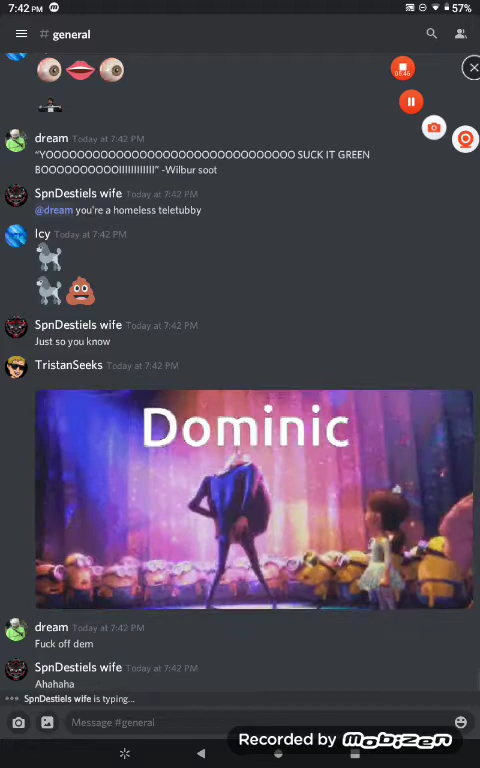 7:42 PM
57%
# general
05:46
dream Today at 7:42 PM
“YOOOOOOOOOOOOOOOOOOOOOOOOOOOOOOOO SUCK IT GREEN
BOOOOOOOOOOIIIIIIIIIIII” -Wilbur soot
SpnDestiels wife Today at 7:42 PM
@dream you're a homeless teletubby
Icy Today at 7:42 PM
SpnDestiels wife Today at 7:42 PM
Just so you know
TristanSeeks Today at 7:42 PM
Dominic
dream Today at 7:42 PM
Fuck off dem
SpnDestiels wife Today at 7:42 PM
Ahahaha
SpnDestiels wife is typing...
Message #general
Recorded by MOBIZEN